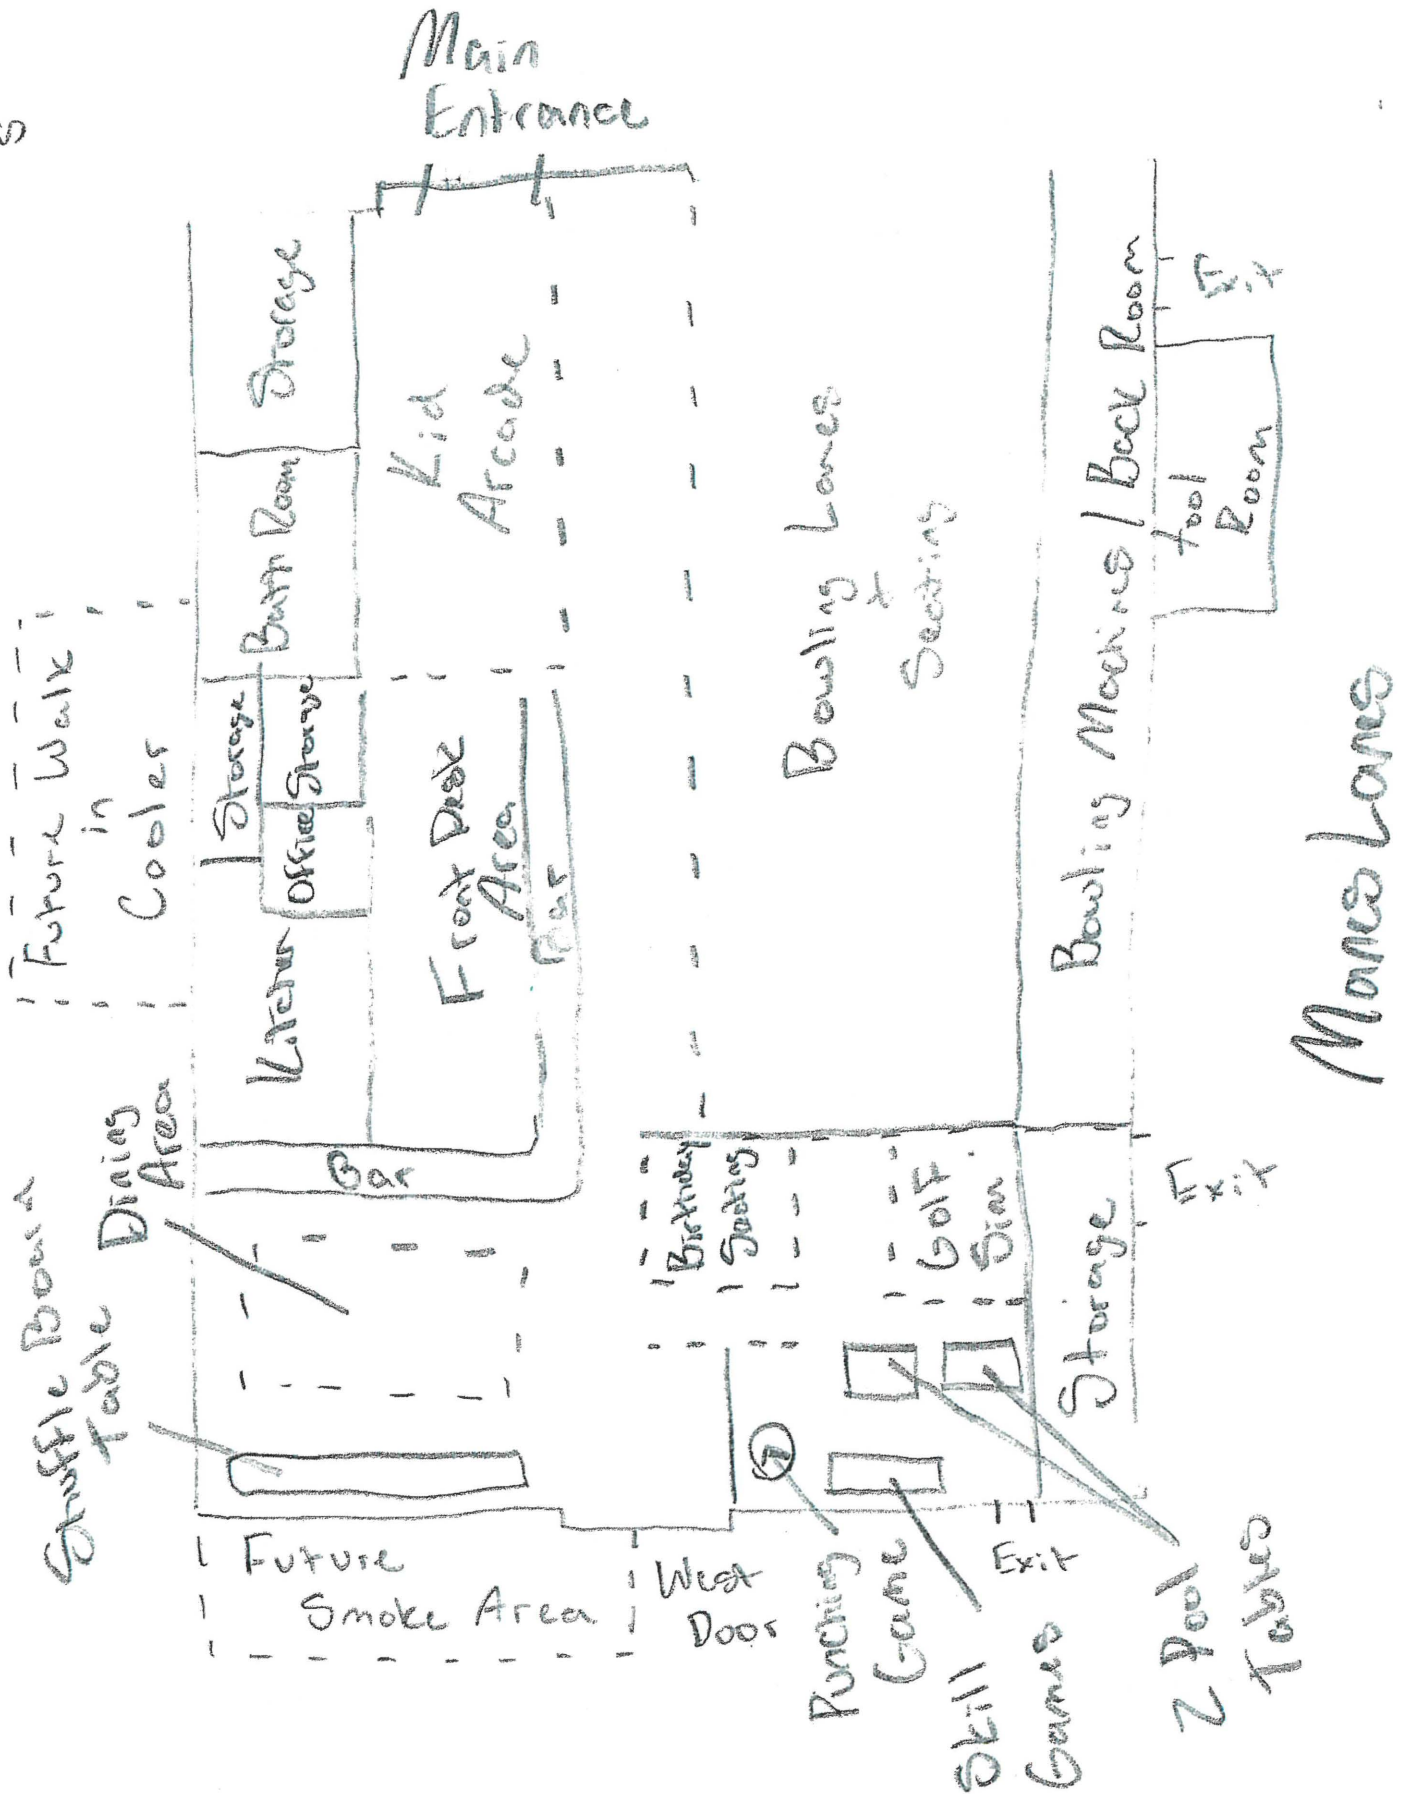 S
Main
Entrance
Future Walk
in
Cooler
Storage
Bath Room
Storage
Storage
Office
Kitchen
Kid
Arcade
Front Desk
Area
Bar
Bar
Dining
Area
Shuffle Board
Table
Bowling Lanes
+
Seating
Birthday
Seating
Golf
Sim
Bowling Machines / Back Room
Tool
Room
Exit
Storage
Exit
Future
Smoke Area
West
Door
Punching
Game
Skill
Games
Exit
2 Pool
Tables
Manes Lanes